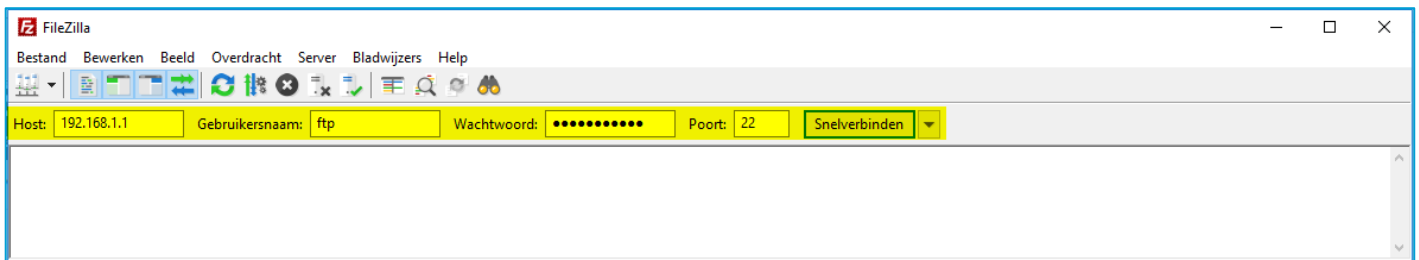 FileZilla
Bestand Bewerken Beeld Overdracht Server Bladwijzers Help
Host: 192.168.1.1 Gebruikersnaam: ftp Wachtwoord: ●●●●●●●●●●● Poort: 22 Snelverbinden